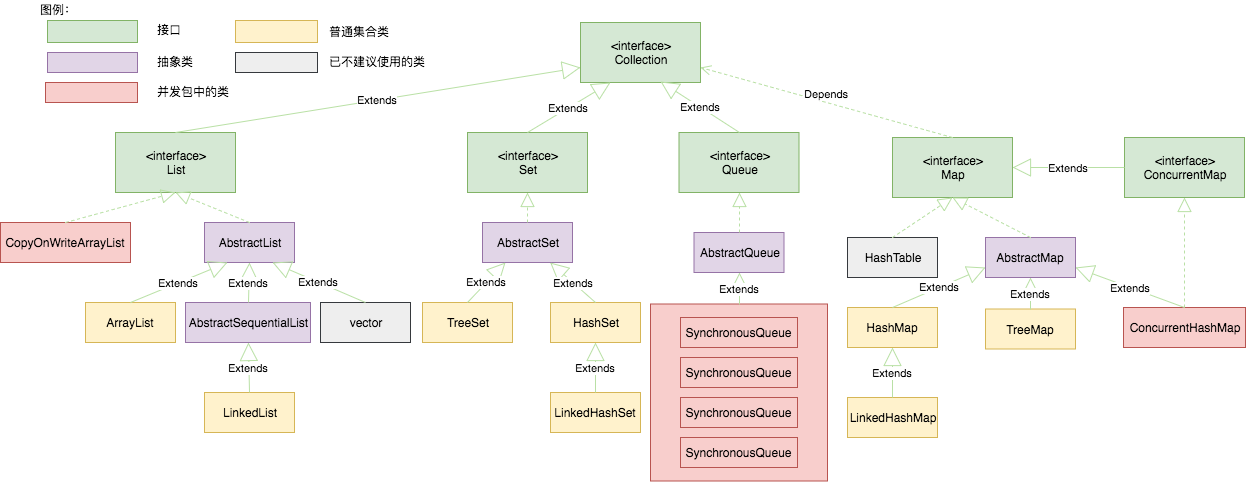 图例：
接口
普通集合类
抽象类
已不建议使用的类
并发包中的类
<interface>
Collection
Extends
Extends
Extends
Depends
<interface>
List
<interface>
Set
<interface>
Queue
<interface>
Map
Extends
<interface>
ConcurrentMap
CopyOnWriteArrayList
AbstractList
AbstractSet
AbstractQueue
HashTable
AbstractMap
Extends
Extends
Extends
Extends
Extends
Extends
Extends
Extends
Extends
ArrayList
AbstractSequentialList
vector
TreeSet
HashSet
SynchronousQueue
SynchronousQueue
SynchronousQueue
SynchronousQueue
HashMap
TreeMap
ConcurrentHashMap
Extends
Extends
Extends
LinkedList
LinkedHashSet
LinkedHashMap